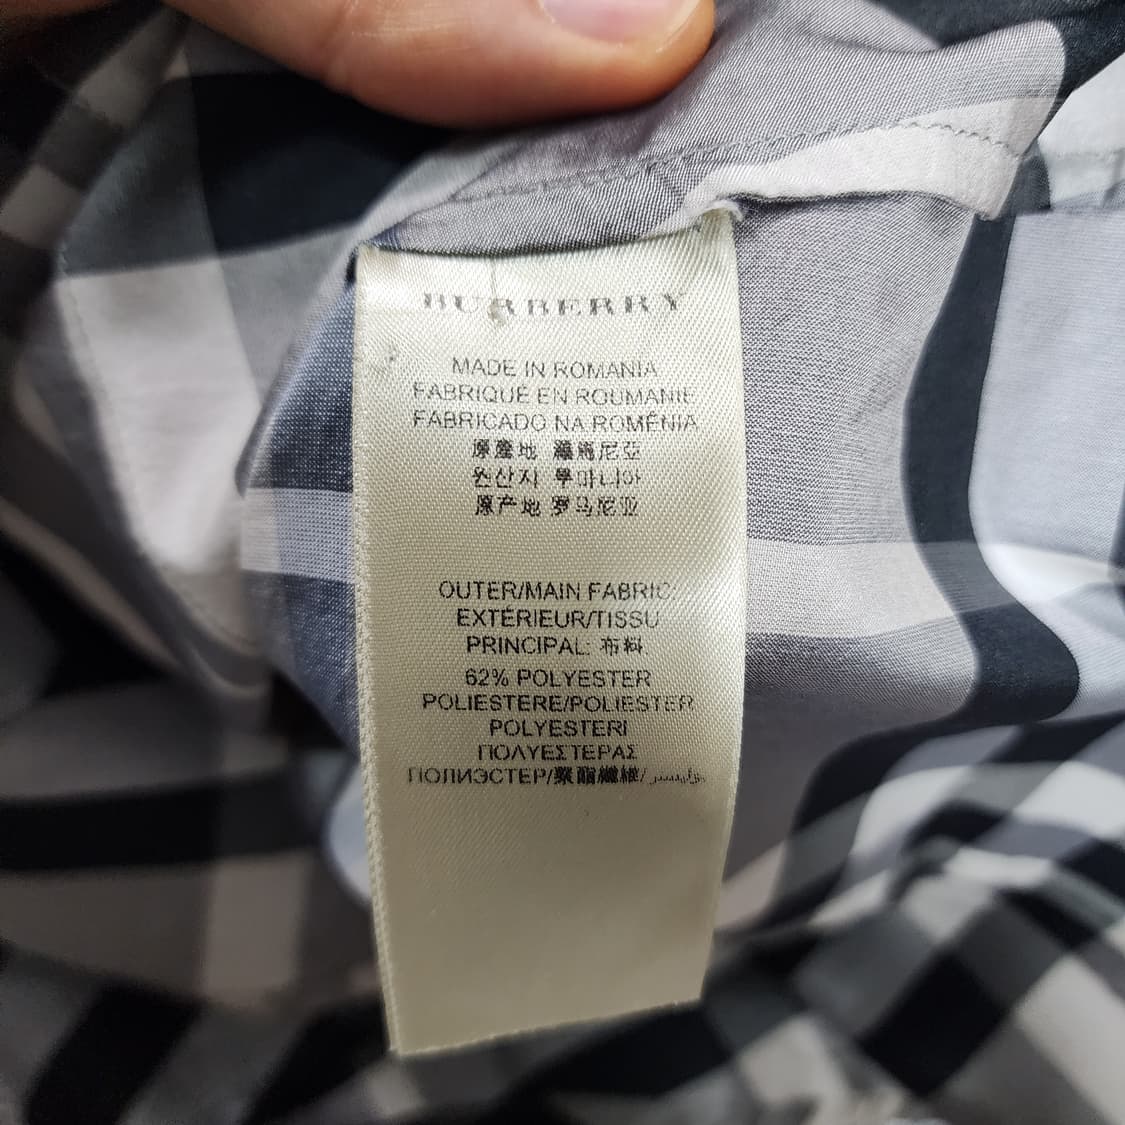 BURBERRY
MADE IN ROMANIA
FABRIQUÉ EN ROUMANIE
FABRICADO NA ROMÉNIA
原產地 羅馬尼亞
원산지 루마니아
原产地 罗马尼亚
OUTER/MAIN FABRIC:
EXTÉRIEUR/TISSU
PRINCIPAL: 布料.
62% POLYESTER
POLIESTERE/POLIESTER
POLYESTERI
ΠΟΛΥΕΣΤΕΡΑΣ
ПОЛИЭСТЕР/聚酯纖維/